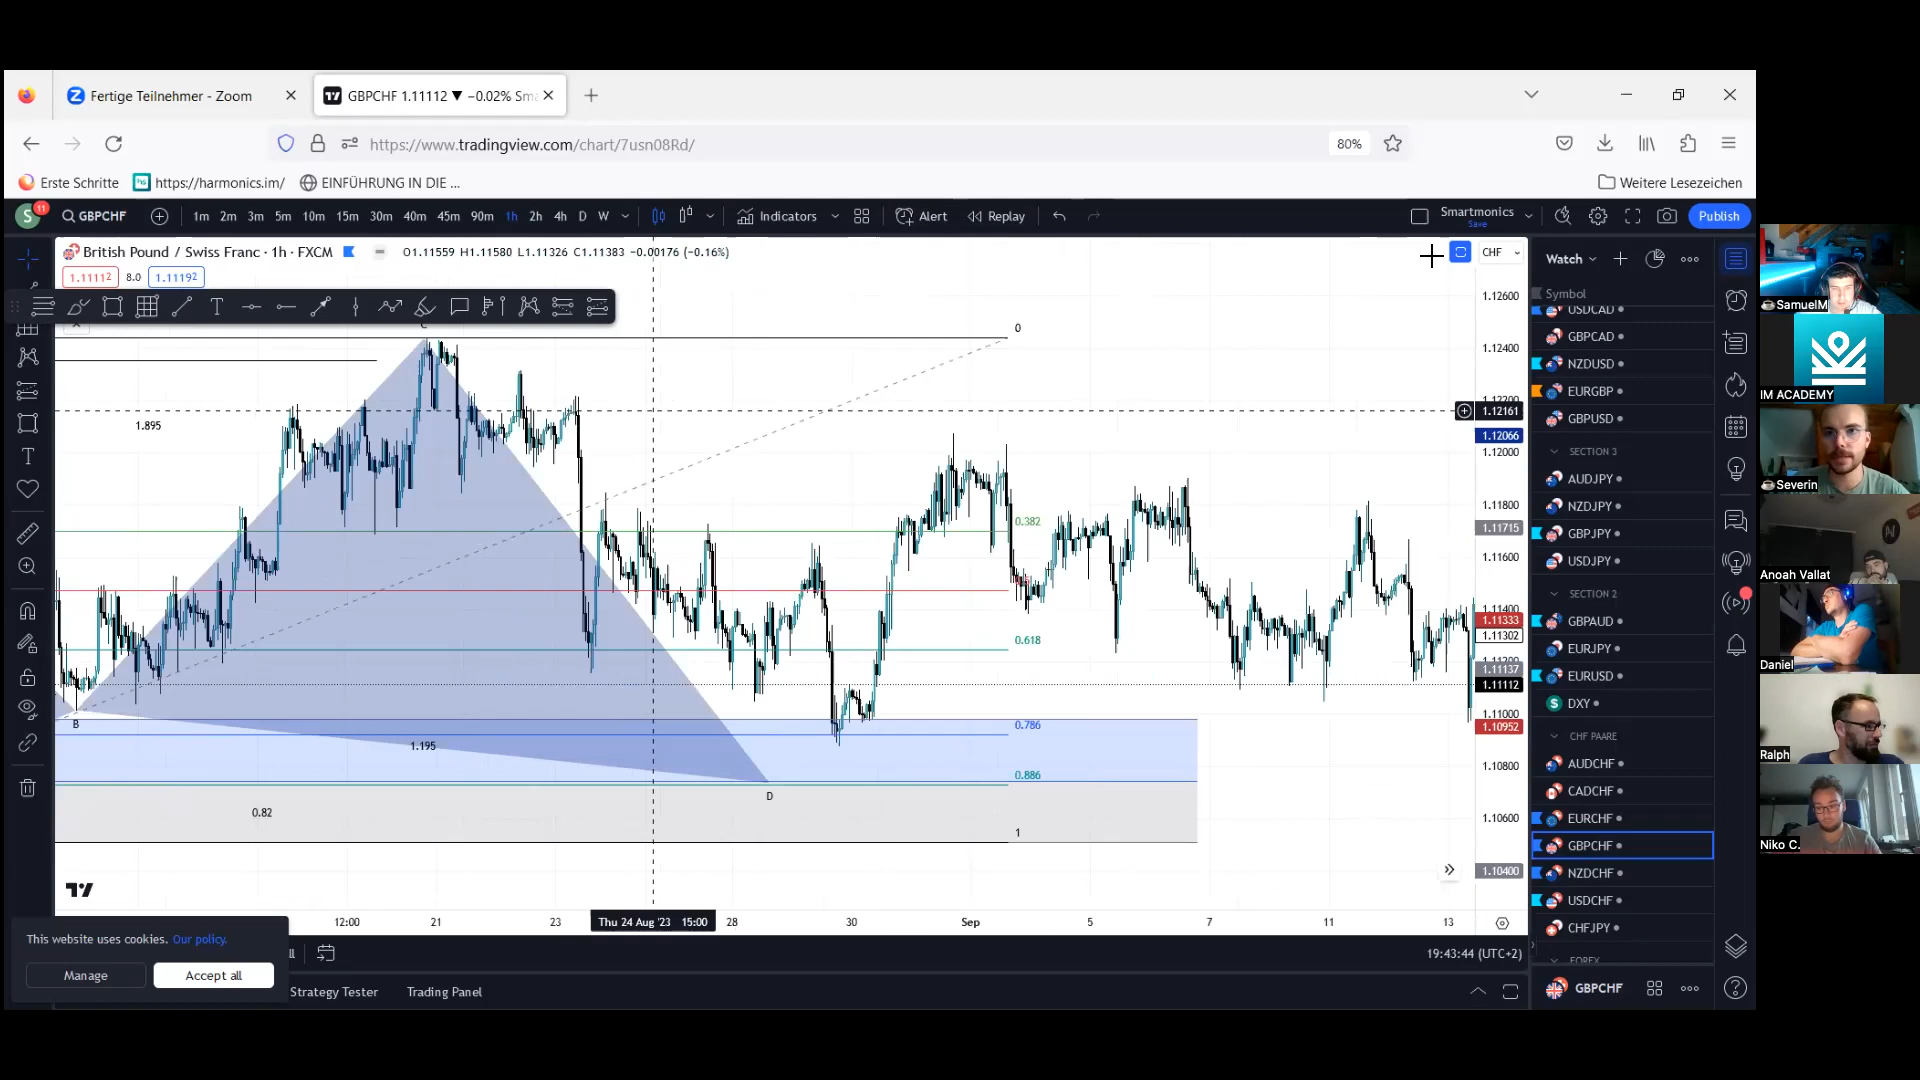 Fertige Teilnehmer - Zoom
GBPCHF 1.11112 ▼ −0.02% Sma
https://www.tradingview.com/chart/7usn08Rd/
80%
Erste Schritte
https://harmonics.im/
EINFÜHRUNG IN DIE ...
Weitere Lesezeichen
S
11
GBPCHF
1m 2m 3m 5m 10m 15m 30m 40m 45m 90m 1h 2h 4h D W
Indicators
Alert
Replay
Smartmonics
Save
Publish
British Pound / Swiss Franc · 1h · FXCM
O1.11559 H1.11580 L1.11326 C1.11383 −0.00176 (−0.16%)
1.11112
8.0
1.11192
CHF
1.12600
1.12400
1.12161
1.12066
1.12000
1.11800
1.11715
1.11600
1.11400
1.11333
1.11302
1.11137
1.11112
1.11000
1.10952
1.10800
1.10600
1.10400
0
0.382
0.618
0.786
0.886
1
1.895
1.195
0.82
B
D
12:00
21
23
Thu 24 Aug '23 15:00
28
30
Sep
5
7
11
13
19:43:44 (UTC+2)
This website uses cookies. Our policy.
Manage
Accept all
Strategy Tester
Trading Panel
Watch
Symbol
USDCAD
GBPCAD
NZDUSD
EURGBP
GBPUSD
SECTION 3
AUDJPY
NZDJPY
GBPJPY
USDJPY
SECTION 2
GBPAUD
EURJPY
EURUSD
DXY
CHF PAARE
AUDCHF
CADCHF
EURCHF
GBPCHF
NZDCHF
USDCHF
CHFJPY
FOREX
GBPCHF
SamuelM
IM ACADEMY
Severin
Anoah Vallat
Daniel
Ralph
Niko C.